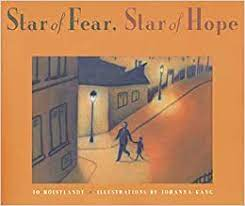 Star of Fear, Star of Hope
JO HOESTLANDT • ILLUSTRATIONS BY JOHANNA KANG